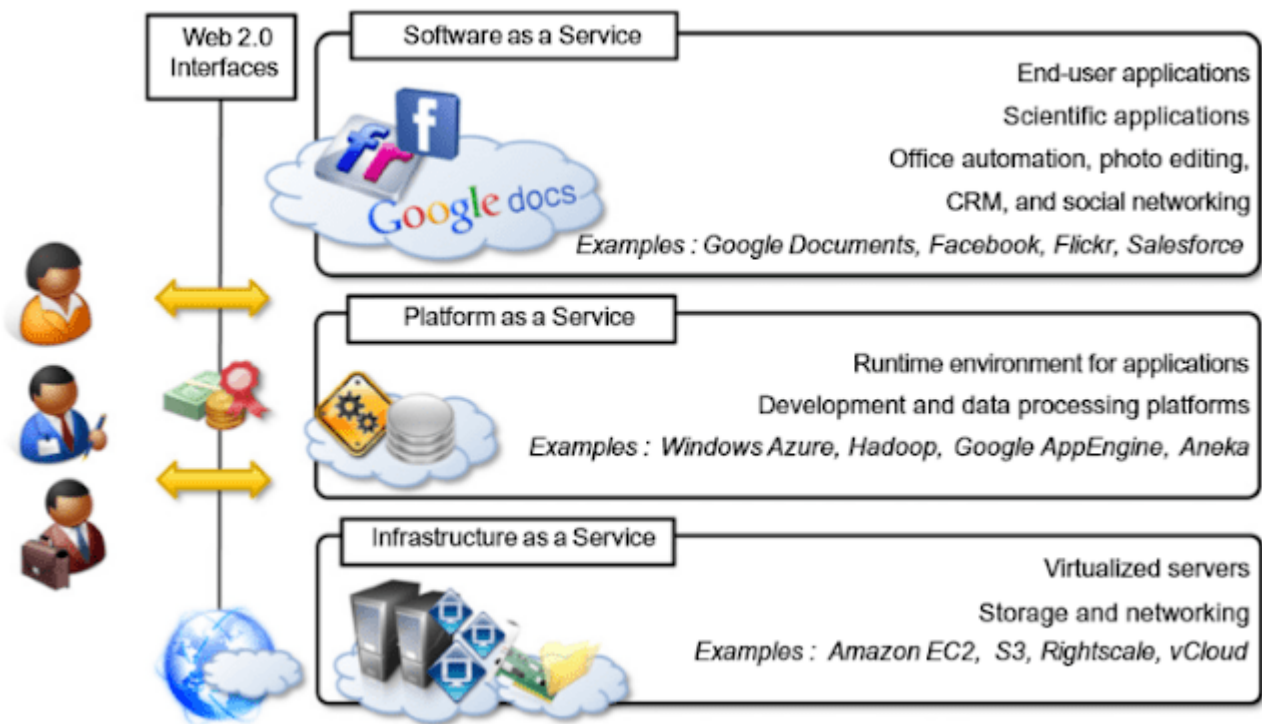 Web 2.0
Interfaces
Software as a Service
End-user applications
Scientific applications
Office automation, photo editing,
CRM, and social networking
Examples : Google Documents, Facebook, Flickr, Salesforce
f
fr
Google docs
Platform as a Service
Runtime environment for applications
Development and data processing platforms
Examples : Windows Azure, Hadoop, Google AppEngine, Aneka
Infrastructure as a Service
Virtualized servers
Storage and networking
Examples : Amazon EC2, S3, Rightscale, vCloud